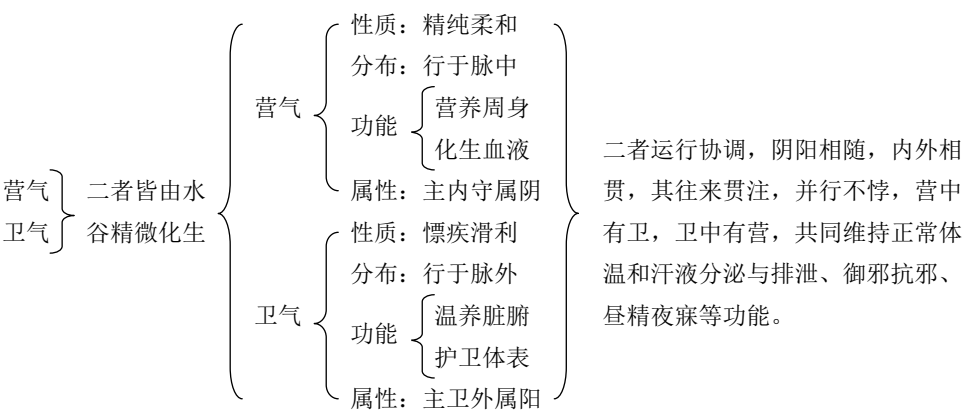 营气
卫气
二者皆由水
谷精微化生
营气
性质：精纯柔和
分布：行于脉中
功能
营养周身
化生血液
属性：主内守属阴
卫气
性质：慓疾滑利
分布：行于脉外
功能
温养脏腑
护卫体表
属性：主卫外属阳
二者运行协调，阴阳相随，内外相
贯，其往来贯注，并行不悖，营中
有卫，卫中有营，共同维持正常体
温和汗液分泌与排泄、御邪抗邪、
昼精夜寐等功能。